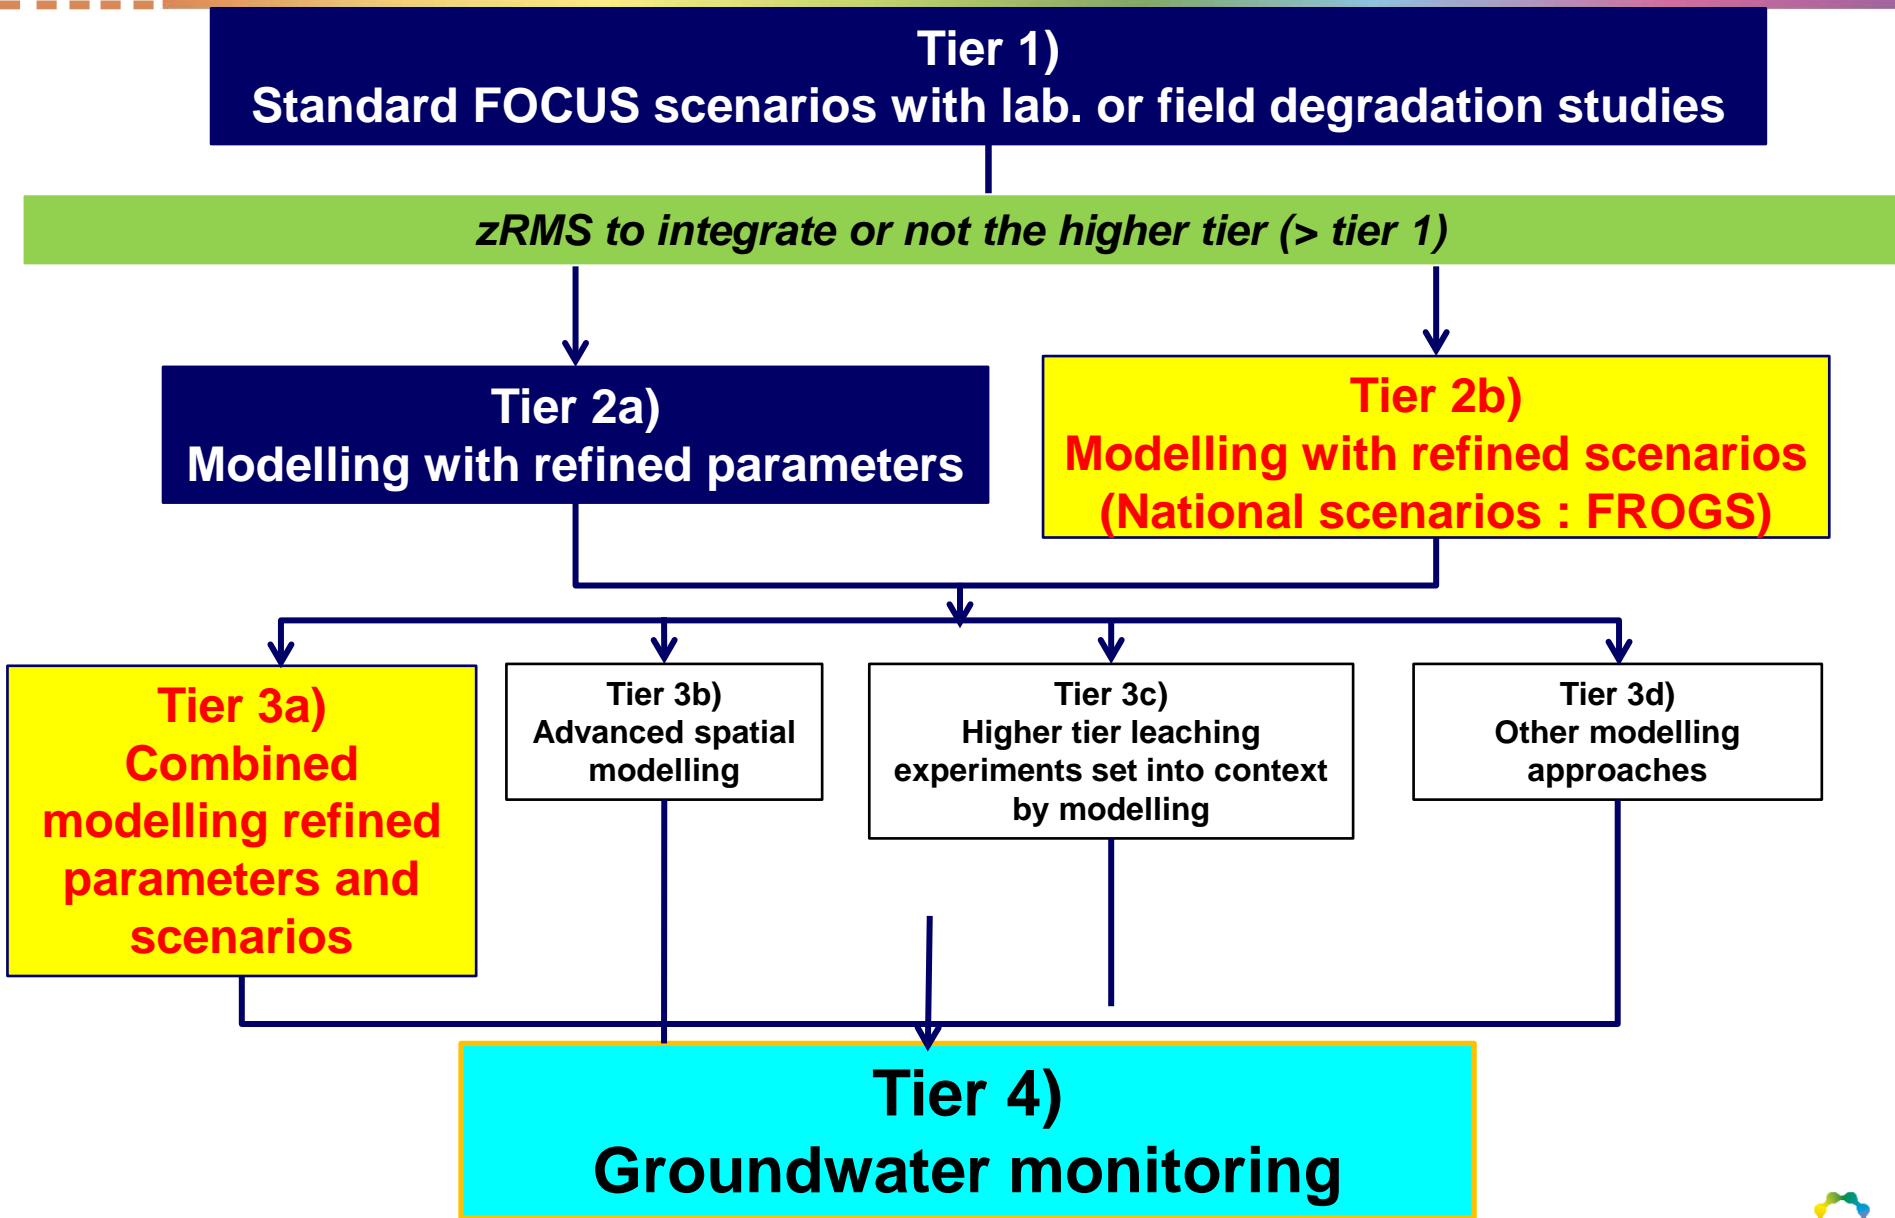 Tier 1)
Standard FOCUS scenarios with lab. or field degradation studies
zRMS to integrate or not the higher tier (> tier 1)
Tier 2a)
Modelling with refined parameters
Tier 2b)
Modelling with refined scenarios
(National scenarios : FROGS)
Tier 3a)
Combined
modelling refined
parameters and
scenarios
Tier 3b)
Advanced spatial
modelling
Tier 3c)
Higher tier leaching
experiments set into context
by modelling
Tier 3d)
Other modelling
approaches
Tier 4)
Groundwater monitoring